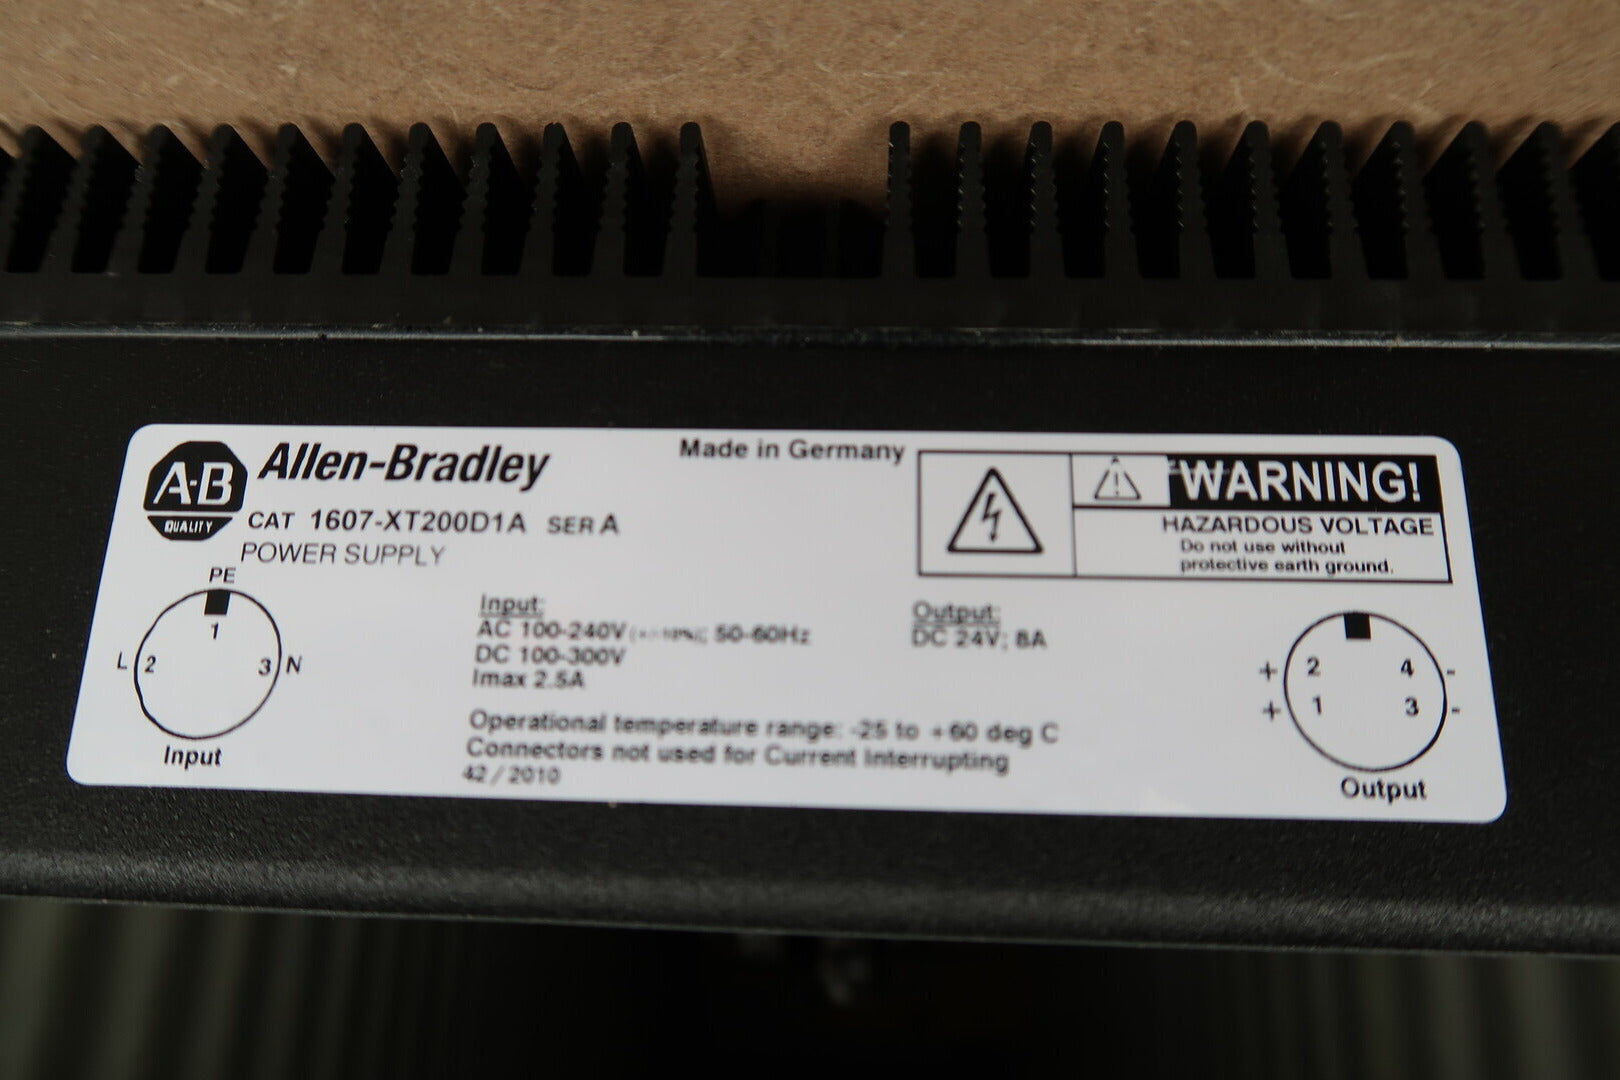 A-B
QUALITY
Allen-Bradley
CAT 1607-XT200D1A SER A
POWER SUPPLY
Made in Germany
WARNING!
HAZARDOUS VOLTAGE
Do not use without
protective earth ground.
PE
1
L 2
3 N
Input
Input:
AC 100-240V (+/-10%); 50-60Hz
DC 100-300V
Imax 2.5A
Output:
DC 24V; 8A
Operational temperature range: -25 to +60 deg C
Connectors not used for Current Interrupting
42 / 2010
+ 2 4 -
+ 1 3 -
Output